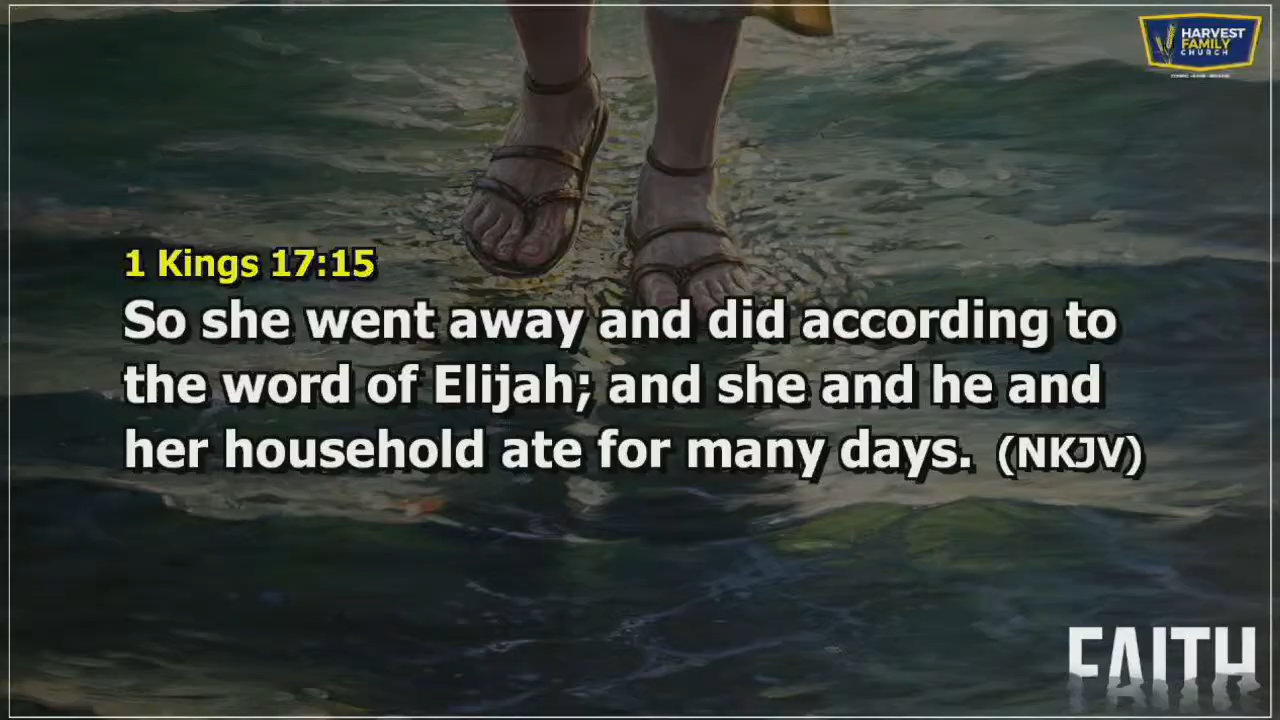 HARVEST
FAMILY
CHURCH
1 Kings 17:15
So she went away and did according to
the word of Elijah; and she and he and
her household ate for many days. (NKJV)
FAITH